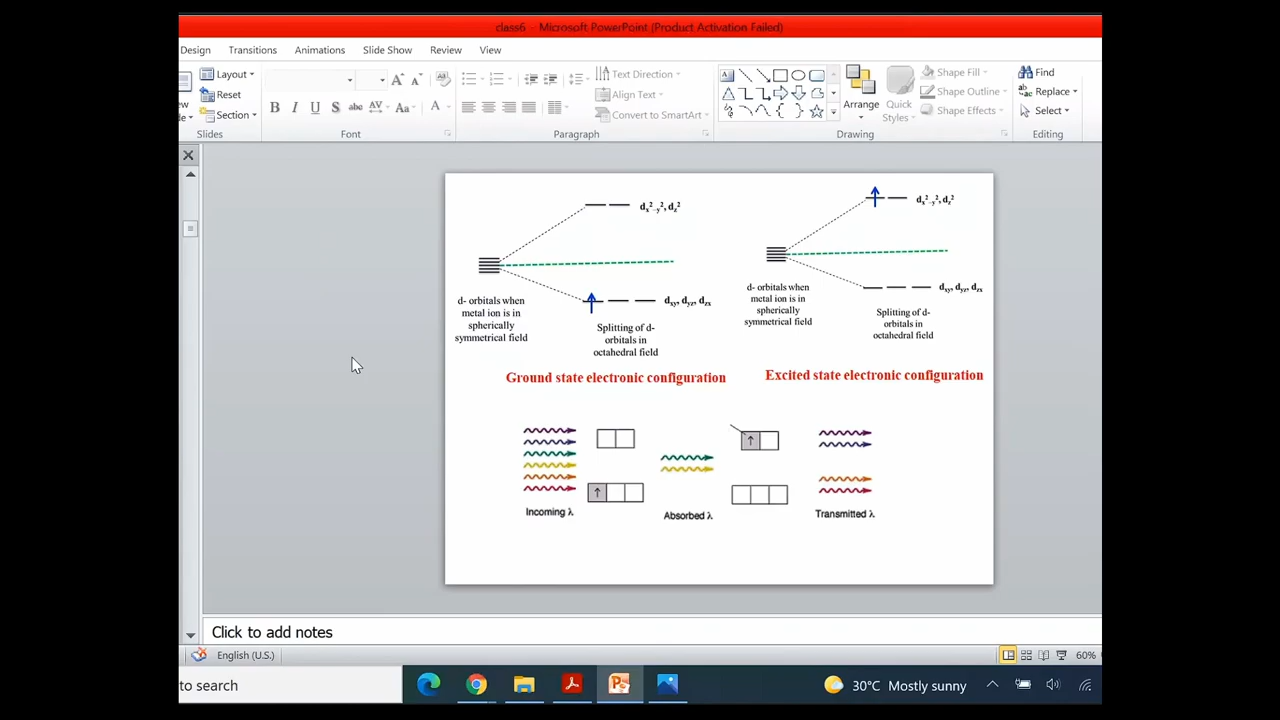 class6 - Microsoft PowerPoint (Product Activation Failed)
Design Transitions Animations Slide Show Review View
Layout
Reset
Section
Slides
B I U S abc AV Aa A
Font
Text Direction
Align Text
Convert to SmartArt
Paragraph
Arrange
Quick
Styles
Shape Fill
Shape Outline
Shape Effects
Drawing
Find
Replace
Select
Editing
dx²-y², dz²
d- orbitals when
metal ion is in
spherically
symmetrical field
dxy, dyz, dzx
Splitting of d-
orbitals in
octahedral field
Ground state electronic configuration
dx²-y², dz²
d- orbitals when
metal ion is in
spherically
symmetrical field
dxy, dyz, dzx
Splitting of d-
orbitals in
octahedral field
Excited state electronic configuration
Incoming λ
Absorbed λ
Transmitted λ
Click to add notes
English (U.S.)
60%
to search
30°C Mostly sunny